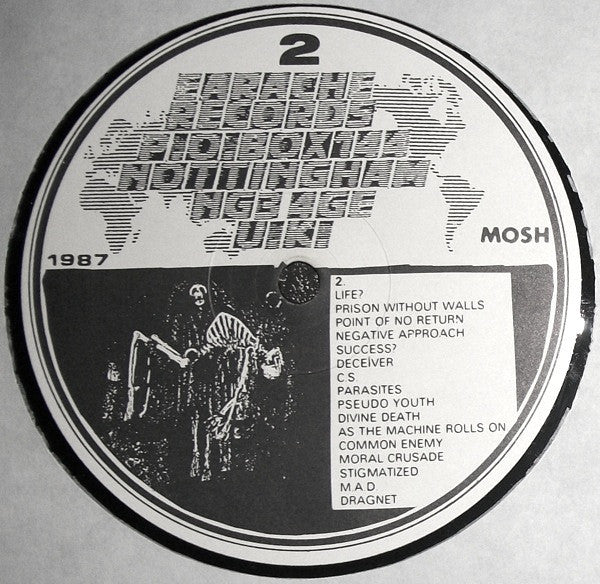 2
EARACHE
RECORDS
P.O.BOX 144
NOTTINGHAM
NG3 4GE
U.K.
1987
MOSH
2.
LIFE?
PRISON WITHOUT WALLS
POINT OF NO RETURN
NEGATIVE APPROACH
SUCCESS?
DECEIVER
C.S.
PARASITES
PSEUDO YOUTH
DIVINE DEATH
AS THE MACHINE ROLLS ON
COMMON ENEMY
MORAL CRUSADE
STIGMATIZED
M.A.D.
DRAGNET